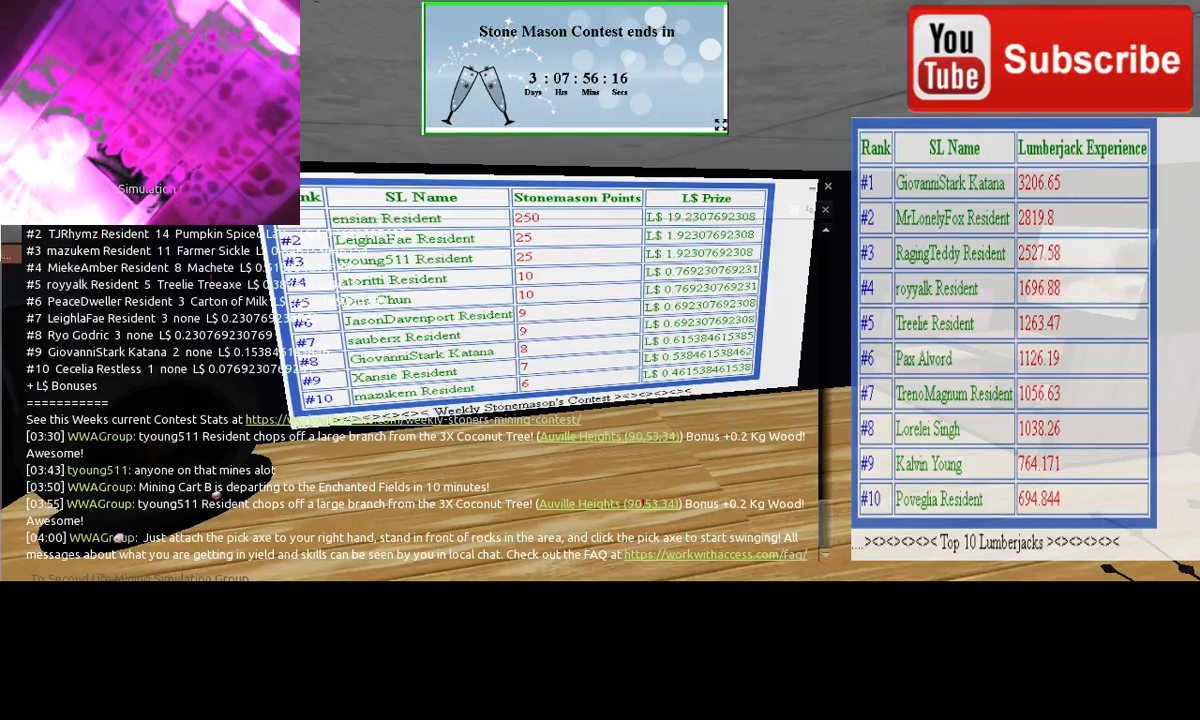 Stone Mason Contest ends in
3 : 07 : 56 : 16
Days Hrs Mins Secs
You Tube Subscribe
Simulation
SL Name Stonemason Points L$ Prize
ensian Resident 250 L$ 19.2307692308
#2 LeighlaFae Resident 25 L$ 1.92307692308
#3 tyoung511 Resident 25 L$ 1.92307692308
#4 atoritti Resident 10 L$ 0.769230769231
#5 Chun 10 L$ 0.769230769231
#6 JasonDavenport Resident 9 L$ 0.692307692308
#7 sauberx Resident 9 L$ 0.692307692308
#8 GiovanniStark Katana 8 L$ 0.615384615385
#9 Xansie Resident 7 L$ 0.538461538462
#10 mazukem Resident 6 L$ 0.461538461538
<><><>< Weekly Stonemason's Contest ><><><><
Rank SL Name Lumberjack Experience
#1 GiovanniStark Katana 3206.65
#2 MrLonelyFox Resident 2819.8
#3 RagingTeddy Resident 2527.58
#4 royyalk Resident 1696.88
#5 Treelie Resident 1263.47
#6 Pax Alvord 1126.19
#7 TrenoMagnum Resident 1056.63
#8 Lorelei Singh 1038.26
#9 Kalvin Young 764.171
#10 Poveglia Resident 694.844
....><><><>< Top 10 Lumberjacks ><><><><
#2 TJRhymz Resident 14 Pumpkin Spiced
#3 mazukem Resident 11 Farmer Sickle L$
#4 MiekeAmber Resident 8 Machete L$
#5 royyalk Resident 5 Treelie Treeaxe L$
#6 PeaceDweller Resident 3 Carton of Milk L$
#7 LeighlaFae Resident 3 none L$
#8 Ryo Godric 3 none L$ 0.230769230769
#9 GiovanniStark Katana 2 none L$
#10 Cecelia Restless 1 none L$
+ L$ Bonuses
===========
See this Weeks current Contest Stats at
[03:30] WWAGroup: tyoung511 Resident chops off a large branch from the 3X Coconut Tree! (Auville Heights (90,53,34)) Bonus +0.2 Kg Wood!
Awesome!
[03:43] tyoung511: anyone on that mines alot
[03:50] WWAGroup: Mining Cart B is departing to the Enchanted Fields in 10 minutes!
[03:55] WWAGroup: tyoung511 Resident chops off a large branch from the 3X Coconut Tree! (Auville Heights (90,53,34)) Bonus +0.2 Kg Wood!
Awesome!
[04:00] WWAGroup: Just attach the pick axe to your right hand, stand in front of rocks in the area, and click the pick axe to start swinging! All
messages about what you are getting in yield and skills can be seen by you in local chat. Check out the FAQ at https://workwithaccess.com/faq/
To Second Life Mining Simulation Group